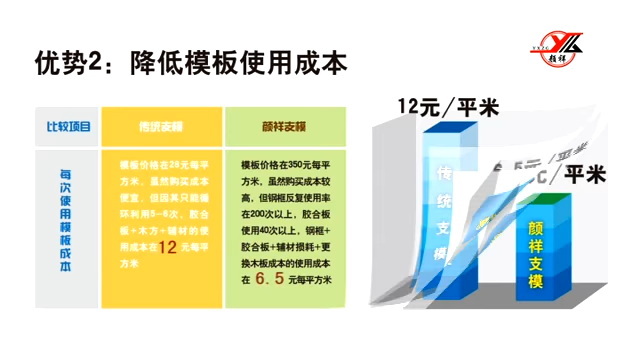 优势2：降低模板使用成本
YXZC
颜祥
比较项目
传统支模
颜祥支模
每次使用模板成本
模板价格在28元每平
方米，虽然购买成本
便宜，但因其只能循
环利用5-6次，胶合
板+木方+辅材的使
用成本在12元每平
方米
模板价格在350元每平
方米，虽然购买成本较
高，但钢框反复使用率
在200次以上，胶合板
使用40次以上，钢框+
胶合板+辅材损耗+更
换木板成本的使用成本
在6.5元每平方米
12元/平米
传统支模
元/平米
颜祥支模